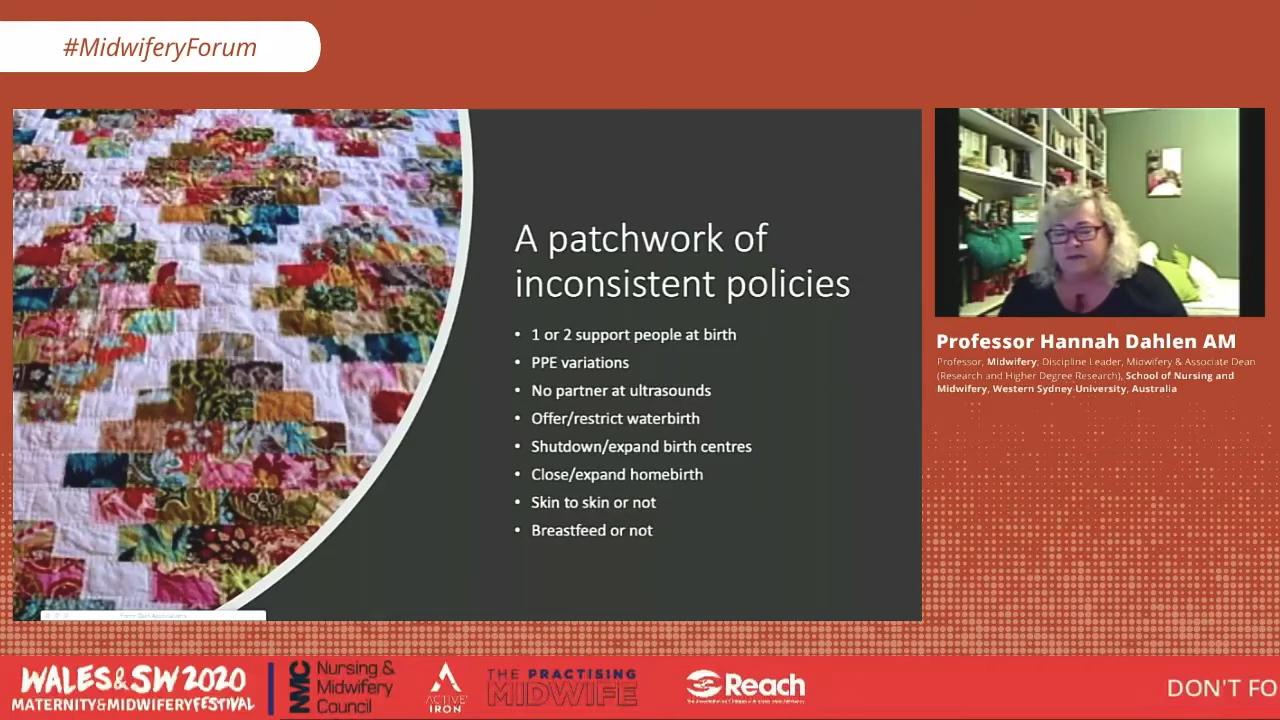 #MidwiferyForum
A patchwork of
inconsistent policies
• 1 or 2 support people at birth
• PPE variations
• No partner at ultrasounds
• Offer/restrict waterbirth
• Shutdown/expand birth centres
• Close/expand homebirth
• Skin to skin or not
• Breastfeed or not
Professor Hannah Dahlen AM
Professor, Midwifery; Discipline Leader, Midwifery & Associate Dean
(Research and Higher Degree Research), School of Nursing and
Midwifery, Western Sydney University, Australia
WALES & SW 2020
MATERNITY&MIDWIFERYFESTIVAL
NMC
Nursing &
Midwifery
Council
ACTIVE
IRON
THE PRACTISING
MIDWIFE
Reach
DON'T FO